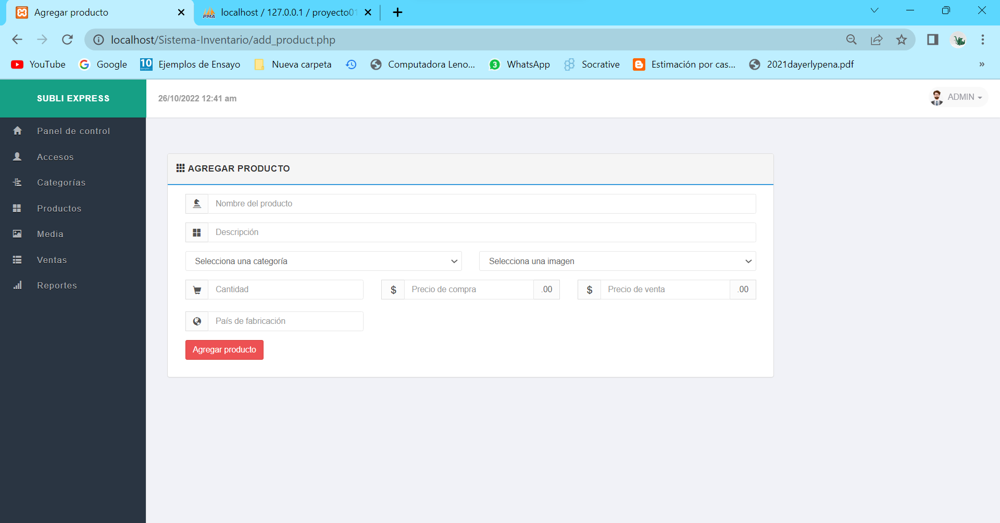 Agregar producto
localhost / 127.0.0.1 / proyecto01
localhost/Sistema-Inventario/add_product.php
YouTube Google 10 Ejemplos de Ensayo Nueva carpeta Computadora Leno... 3 WhatsApp Socrative Estimación por cas... 2021dayerlypena.pdf »
SUBLI EXPRESS
26/10/2022 12:41 am
ADMIN
Panel de control
Accesos
Categorías
Productos
Media
Ventas
Reportes
AGREGAR PRODUCTO
Nombre del producto
Descripción
Selecciona una categoría Selecciona una imagen
Cantidad $ Precio de compra .00 $ Precio de venta .00
País de fabricación
Agregar producto